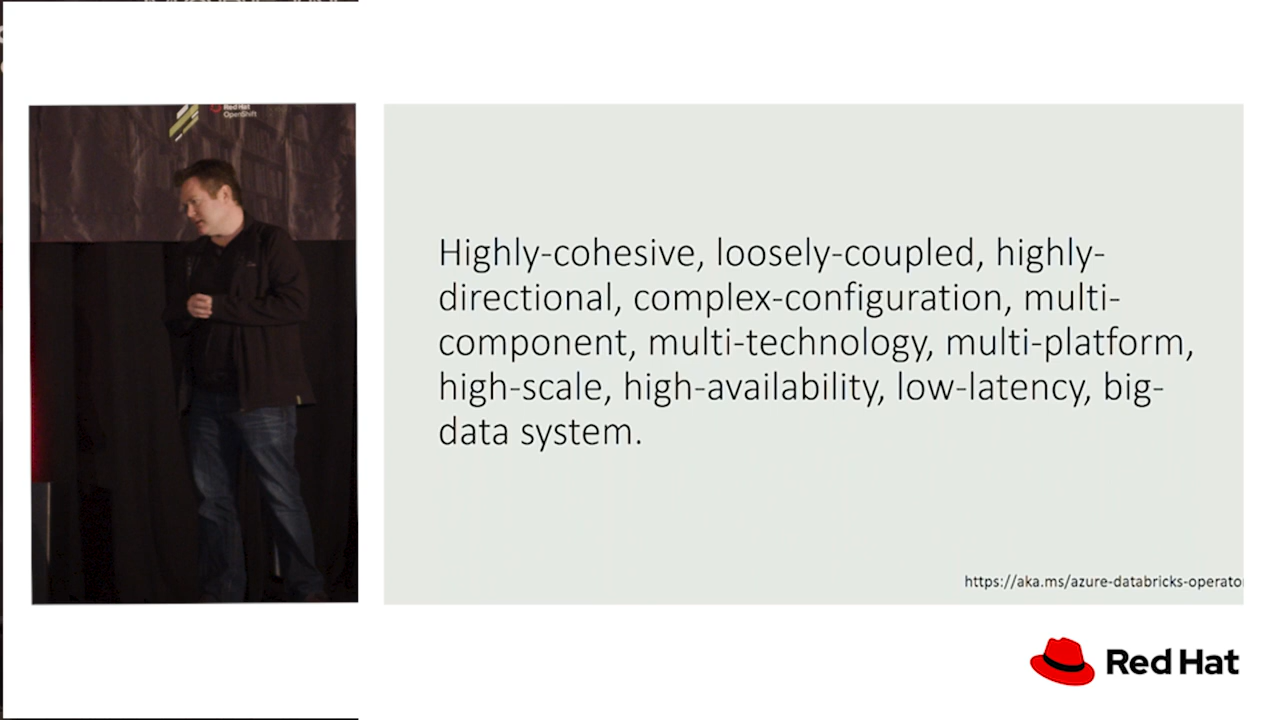 Red Hat
OpenShift
Highly-cohesive, loosely-coupled, highly-
directional, complex-configuration, multi-
component, multi-technology, multi-platform,
high-scale, high-availability, low-latency, big-
data system.
https://aka.ms/azure-databricks-operato
Red Hat